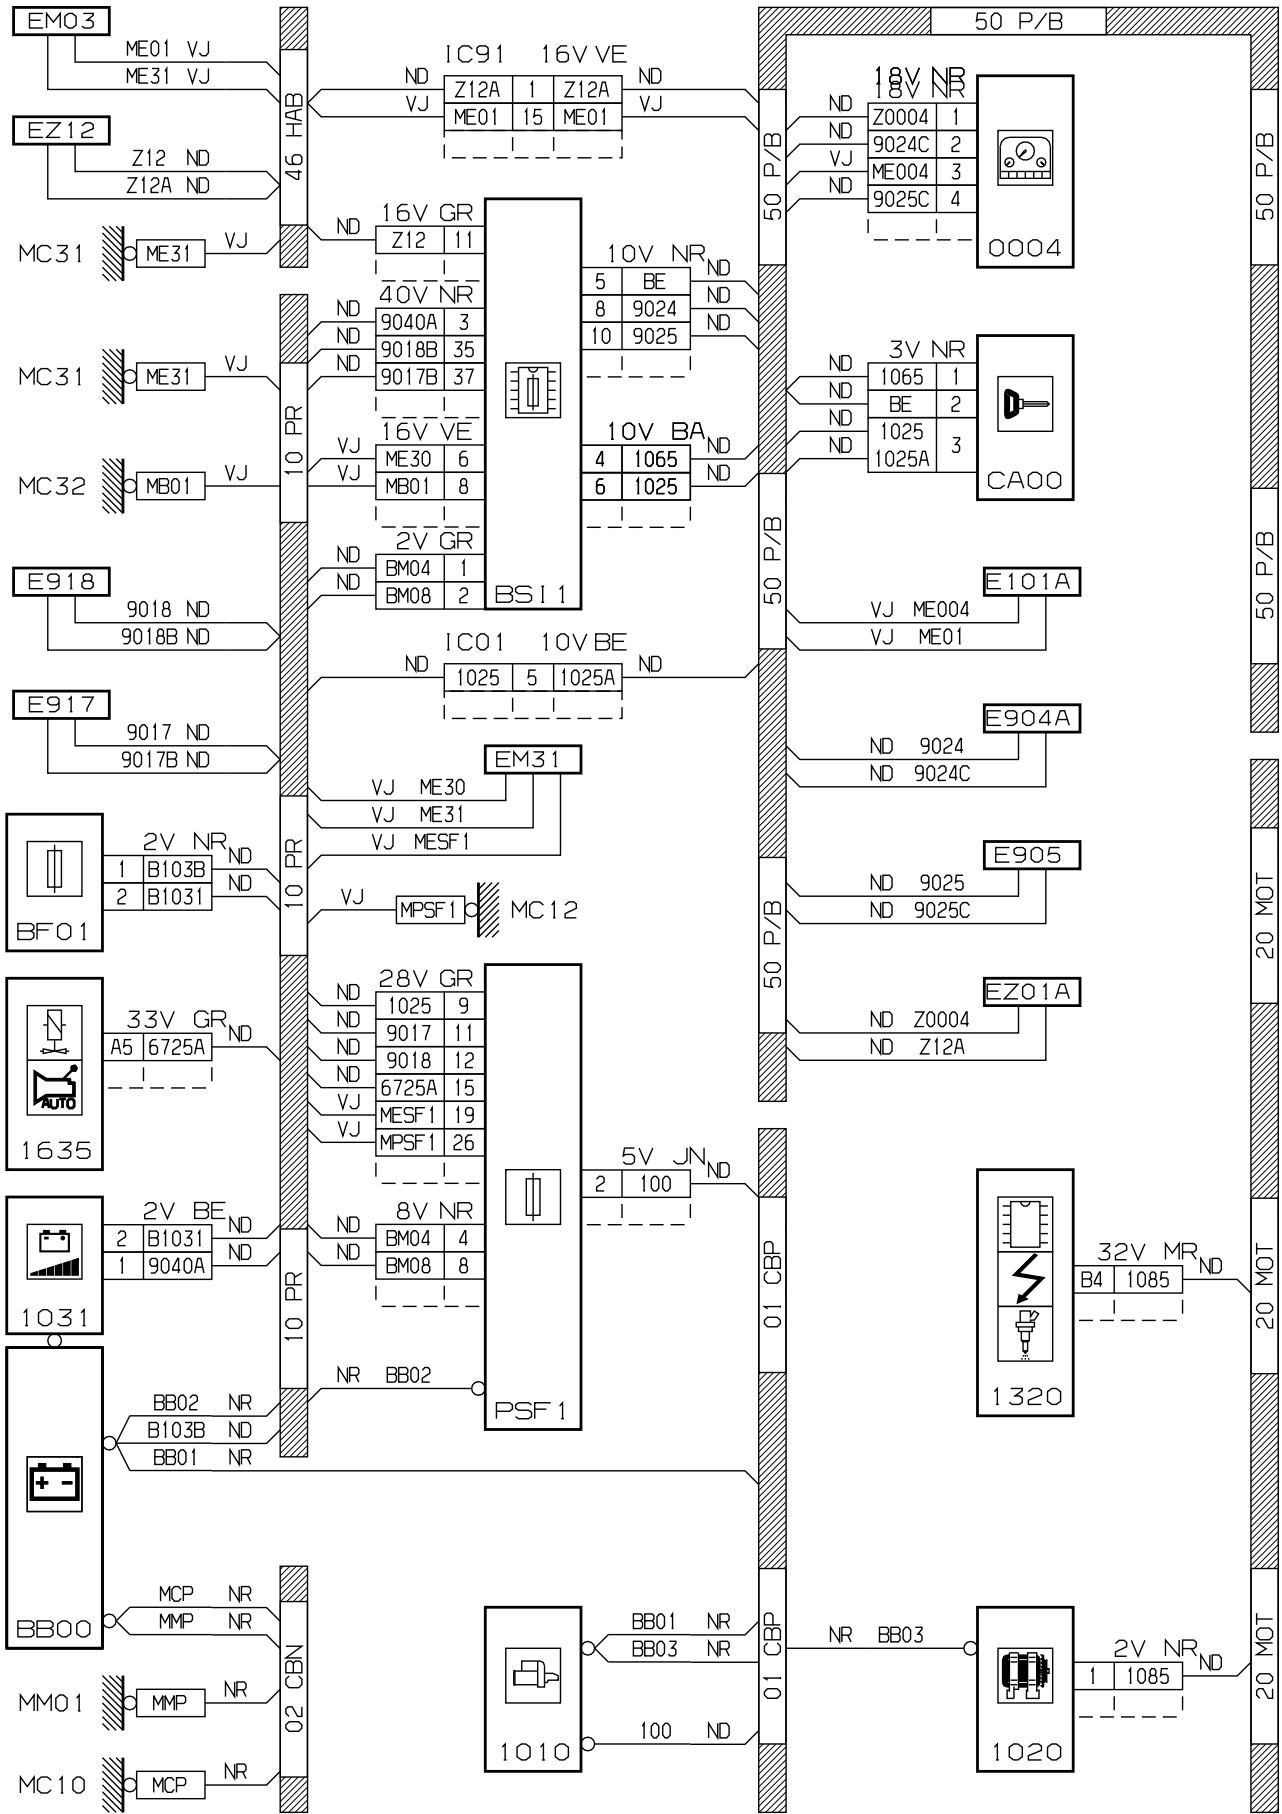 EM03
ME01 VJ
ME31 VJ
EZ12
Z12 ND
Z12A ND
MC31 ME31 VJ
MC31 ME31 VJ
MC32 MB01 VJ
E918
9018 ND
9018B ND
E917
9017 ND
9017B ND
2V NR
1 B103B ND
2 B1031 ND
BF01
33V GR
A5 6725A ND
AUTO
1635
2V BE
2 B1031 ND
1 9040A ND
1031
BB02 NR
B103B ND
BB01 NR
+ -
MCP NR
MMP NR
BB00
MM01 MMP NR
MC10 MCP NR
46 HAB
10 PR
10 PR
10 PR
02 CBN
IC91 16V VE
ND Z12A 1 Z12A ND
VJ ME01 15 ME01 VJ
16V GR
ND Z12 11
40V NR
ND 9040A 3
ND 9018B 35
ND 9017B 37
16V VE
VJ ME30 6
VJ MB01 8
2V GR
ND BM04 1
ND BM08 2
BSI1
10V NR
5 BE ND
8 9024 ND
10 9025 ND
10V BA
4 1065 ND
6 1025 ND
IC01 10V BE
ND 1025 5 1025A ND
EM31
VJ ME30
VJ ME31
VJ MESF1
VJ MPSF1 MC12
28V GR
ND 1025 9
ND 9017 11
ND 9018 12
ND 6725A 15
VJ MESF1 19
VJ MPSF1 26
8V NR
ND BM04 4
ND BM08 8
NR BB02
PSF1
5V JN
2 100 ND
BB01 NR
BB03 NR
100 ND
1010
50 P/B
50 P/B
50 P/B
50 P/B
01 CBP
01 CBP
18V NR
18V NR
ND Z0004 1
ND 9024C 2
VJ ME004 3
ND 9025C 4
0004
3V NR
ND 1065 1
ND BE 2
ND 1025
3
ND 1025A
CA00
E101A
VJ ME004
VJ ME01
E904A
ND 9024
ND 9024C
E905
ND 9025
ND 9025C
EZ01A
ND Z0004
ND Z12A
32V MR
B4 1085 ND
1320
NR BB03
2V NR
1 1085 ND
1020
50 P/B
50 P/B
20 MOT
20 MOT
20 MOT